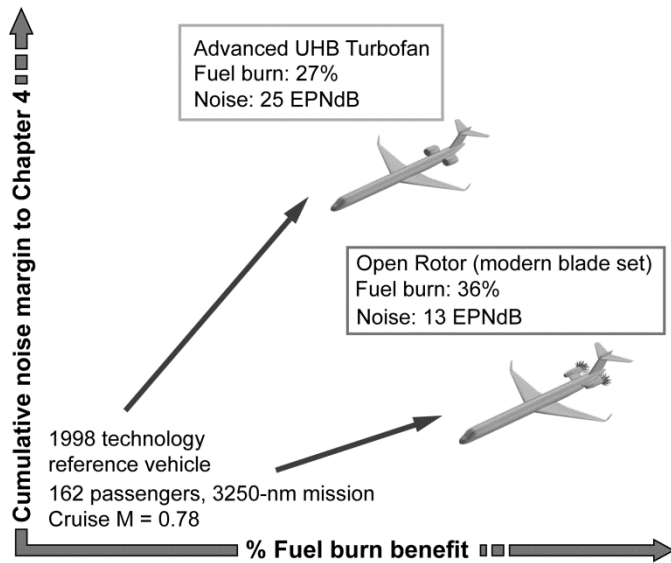 Cumulative noise margin to Chapter 4
Advanced UHB Turbofan
Fuel burn: 27%
Noise: 25 EPNdB
Open Rotor (modern blade set)
Fuel burn: 36%
Noise: 13 EPNdB
1998 technology
reference vehicle
162 passengers, 3250-nm mission
Cruise M = 0.78
% Fuel burn benefit